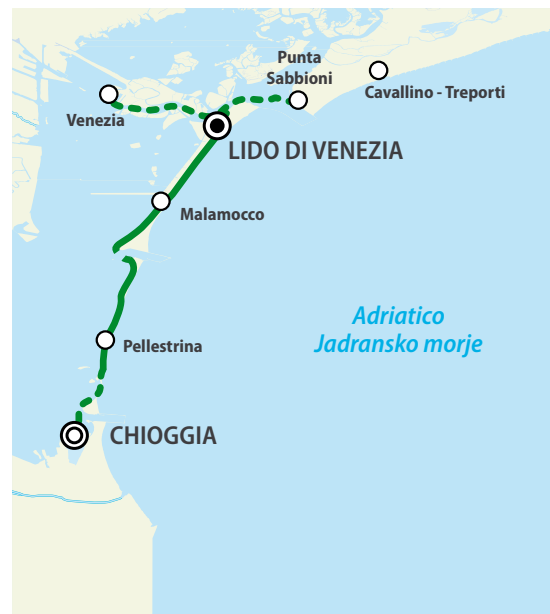 Punta
Sabbioni
Cavallino - Treporti
Venezia
LIDO DI VENEZIA
Malamocco
Adriatico
Jadransko morje
Pellestrina
CHIOGGIA